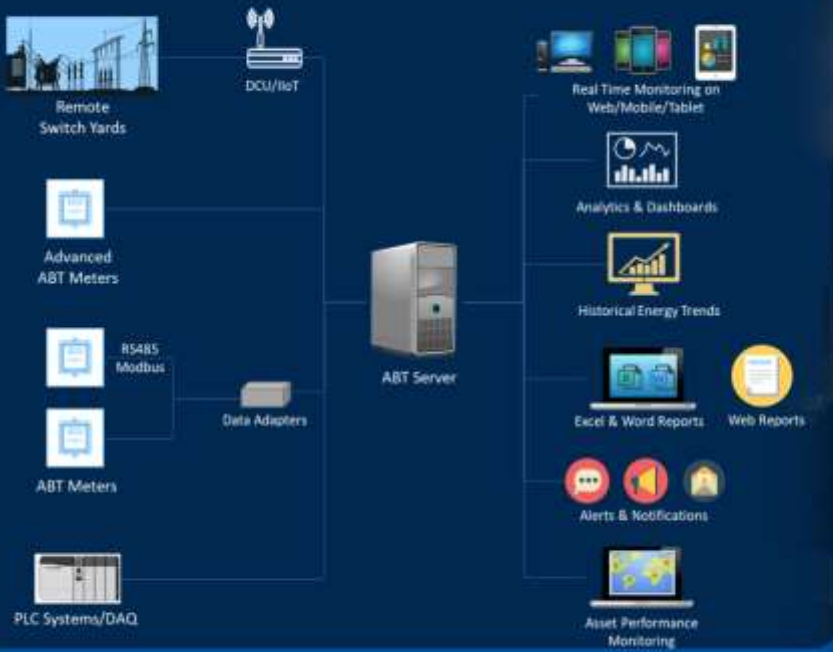 DCU/IIoT
Remote
Switch Yards
Advanced
ABT Meters
RS485
Modbus
Data Adapters
ABT Meters
PLC Systems/DAQ
ABT Server
Real Time Monitoring on
Web/Mobile/Tablet
Analytics & Dashboards
Historical Energy Trends
Excel & Word Reports
Web Reports
Alerts & Notifications
Asset Performance
Monitoring